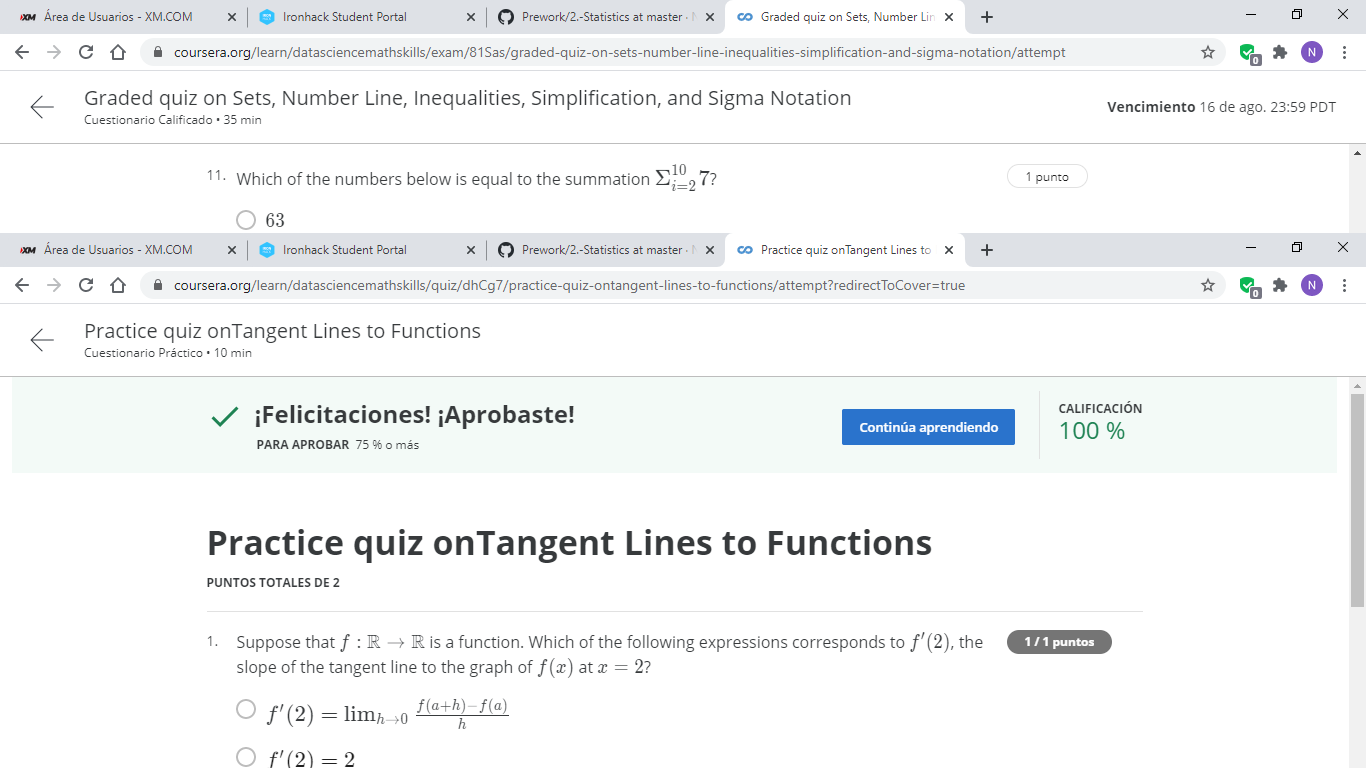 XM Área de Usuarios - XM.COM
Ironhack Student Portal
Prework/2.-Statistics at master ·
Graded quiz on Sets, Number Lin
coursera.org/learn/datasciencemathskills/exam/81Sas/graded-quiz-on-sets-number-line-inequalities-simplification-and-sigma-notation/attempt
0
N
Graded quiz on Sets, Number Line, Inequalities, Simplification, and Sigma Notation
Cuestionario Calificado • 35 min
Vencimiento 16 de ago. 23:59 PDT
11. Which of the numbers below is equal to the summation Σ_{i=2}^{10} 7?
1 punto
63
XM Área de Usuarios - XM.COM
Ironhack Student Portal
Prework/2.-Statistics at master ·
Practice quiz onTangent Lines to
coursera.org/learn/datasciencemathskills/quiz/dhCg7/practice-quiz-ontangent-lines-to-functions/attempt?redirectToCover=true
0
N
Practice quiz onTangent Lines to Functions
Cuestionario Práctico • 10 min
¡Felicitaciones! ¡Aprobaste!
PARA APROBAR 75 % o más
Continúa aprendiendo
CALIFICACIÓN
100 %
Practice quiz onTangent Lines to Functions
PUNTOS TOTALES DE 2
1. Suppose that f : ℝ → ℝ is a function. Which of the following expressions corresponds to f′(2), the
slope of the tangent line to the graph of f(x) at x = 2?
1 / 1 puntos
f′(2) = lim_{h→0} \frac{f(a+h)−f(a)}{h}
f′(2) = 2